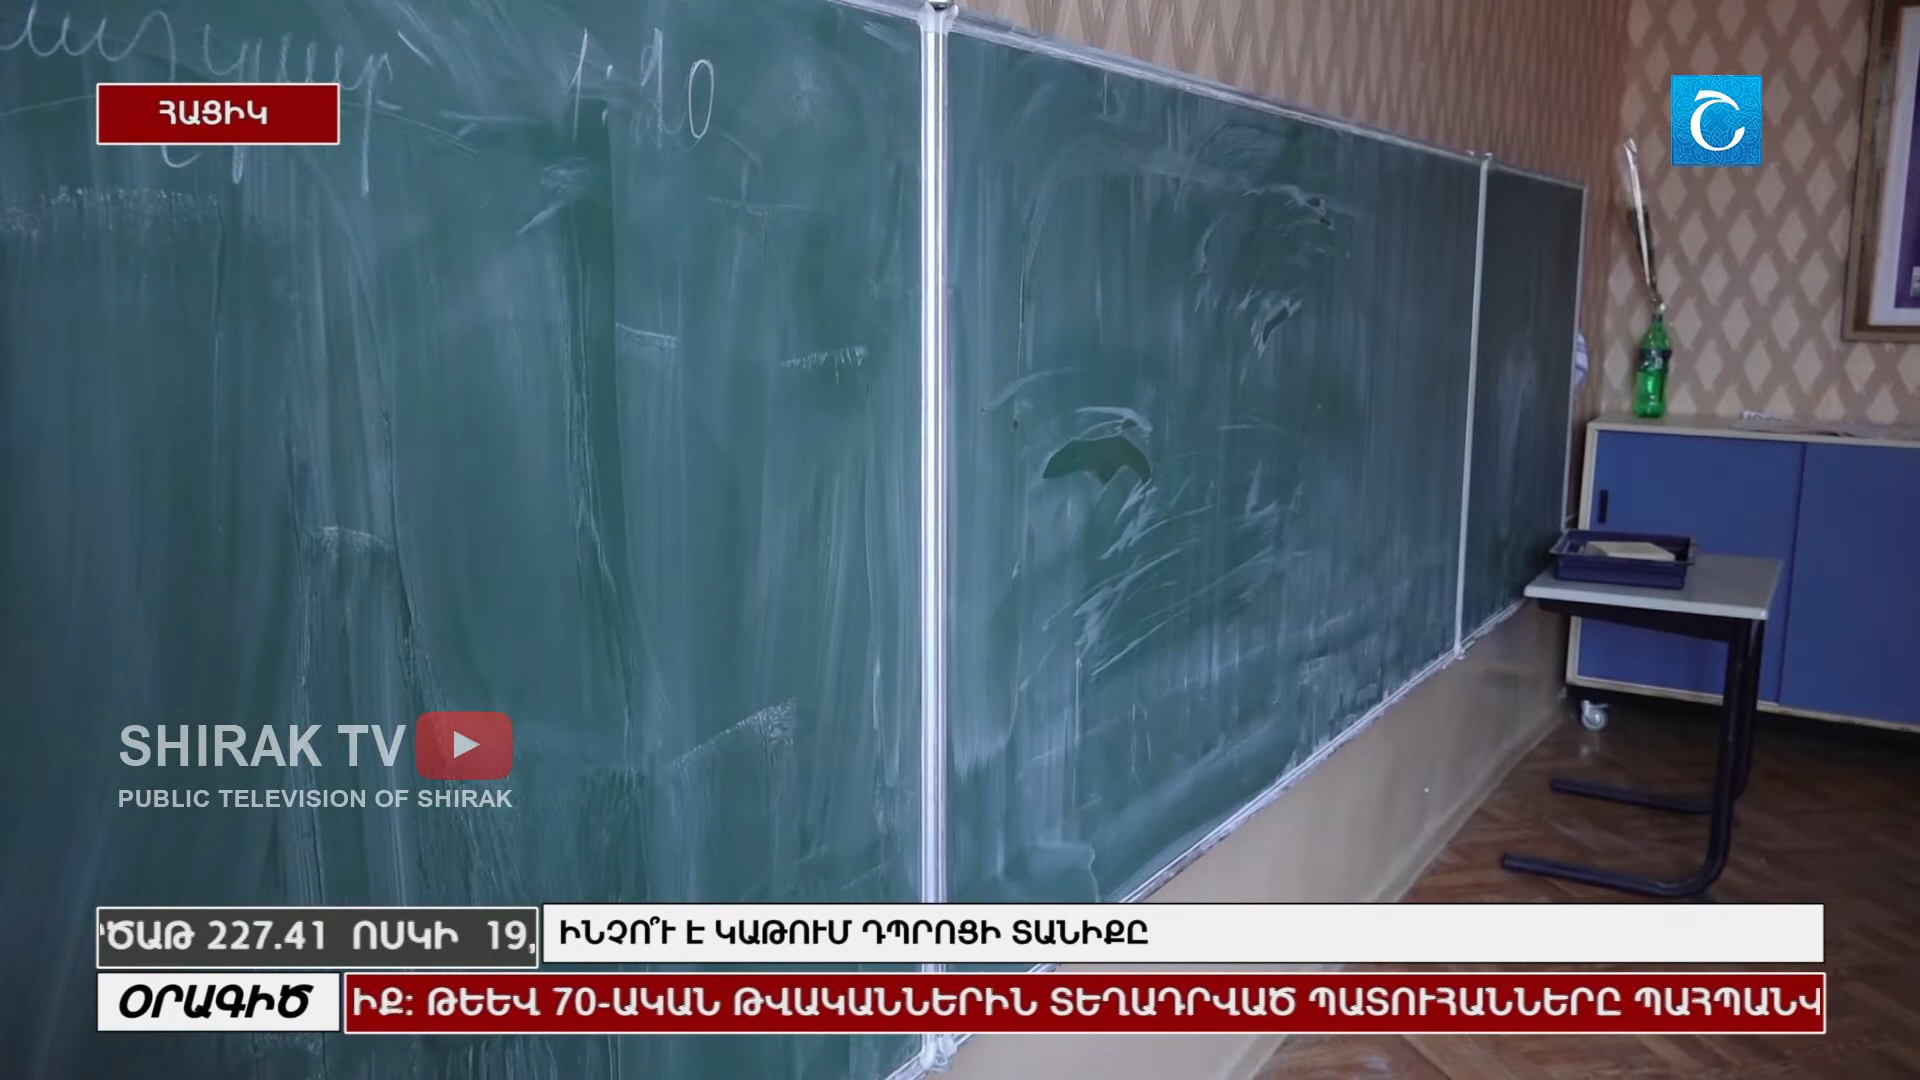 1-10
ՀԱՑԻԿ
SHIRAK TV
PUBLIC TELEVISION OF SHIRAK
ՐԾԱԹ 227.41 ՈՍԿԻ 19,
ԻՆՉՈ՞Ւ Է ԿԱԹՈՒՄ ԴՊՐՈՑԻ ՏԱՆԻՔԸ
ՕՐԱԳԻԾ
ԻՔ: ԹԵԵՎ 70-ԱԿԱՆ ԹՎԱԿԱՆՆԵՐԻՆ ՏԵՂԱԴՐՎԱԾ ՊԱՏՈՒՀԱՆՆԵՐԸ ՊԱՀՊԱՆՎ